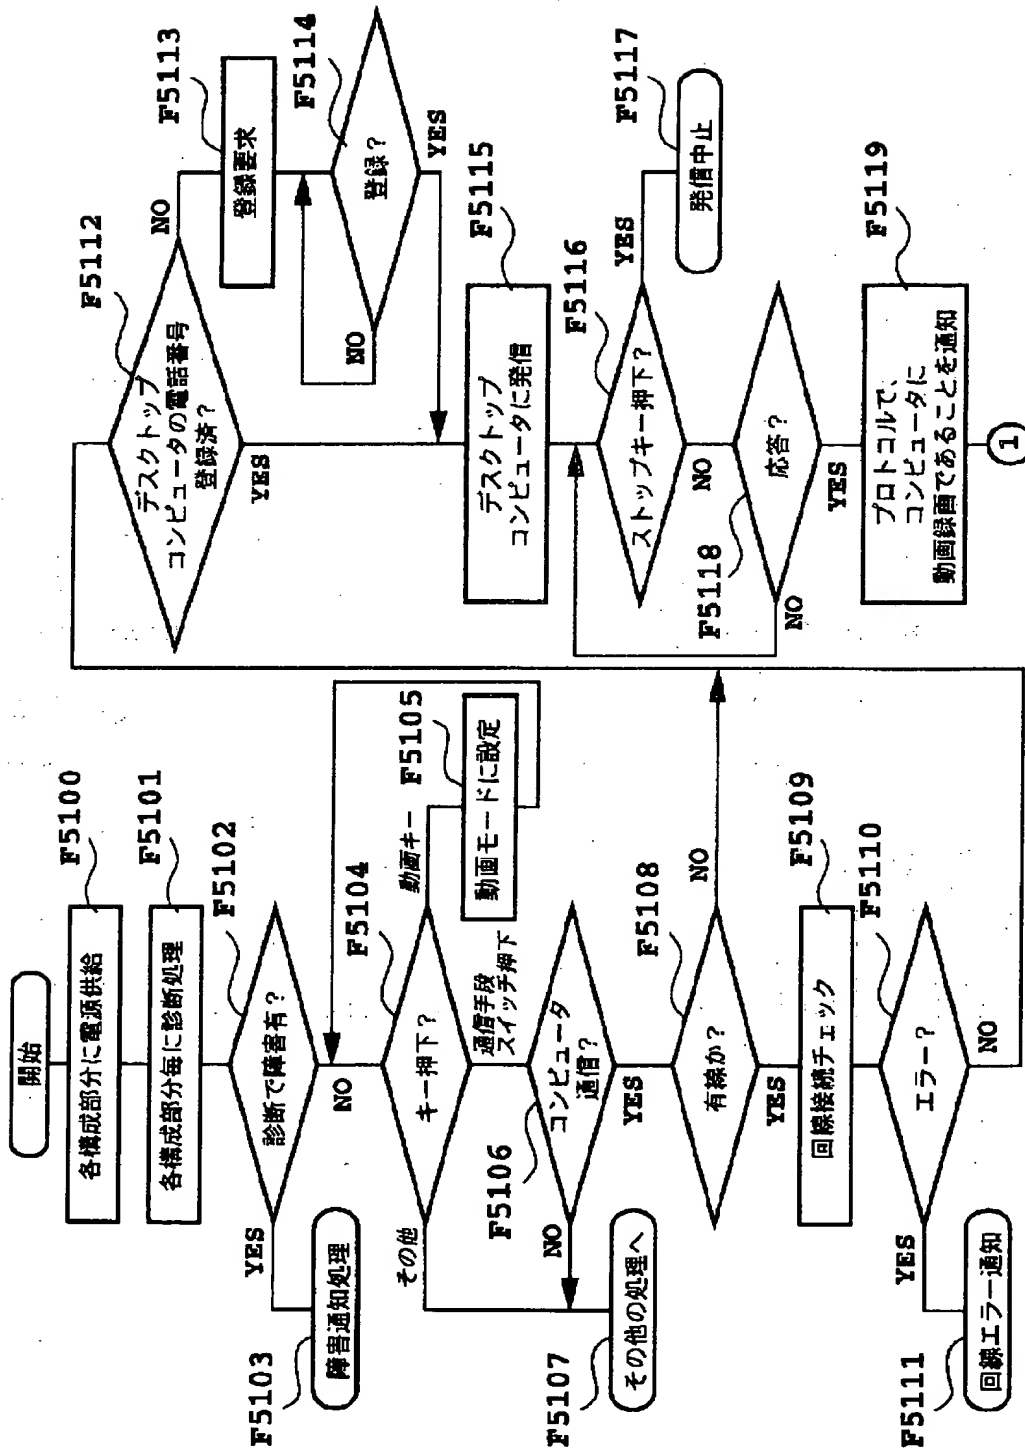 開始
F5100
各構成部分に電源供給
F5101
各構成部分毎に診断処理
F5102
診断で障害有?
YES
NO
F5103
障害通知処理
F5104
キー押下?
その他
動画キー
F5105
動画モードに設定
通信手段
スイッチ押下
F5106
コンピュータ
通信?
NO
YES
F5107
その他の処理へ
F5108
有線か?
NO
YES
F5109
回線接続チェック
F5110
エラー?
YES
NO
F5111
回線エラー通知
F5112
デスクトップ
コンピュータの電話番号
登録済?
NO
YES
F5113
登録要求
F5114
登録?
NO
YES
F5115
デスクトップ
コンピュータに発信
F5116
ストップキー押下?
YES
NO
F5117
発信中止
F5118
応答?
NO
YES
F5119
プロトコルで、
コンピュータに
動画録画であることを通知
1